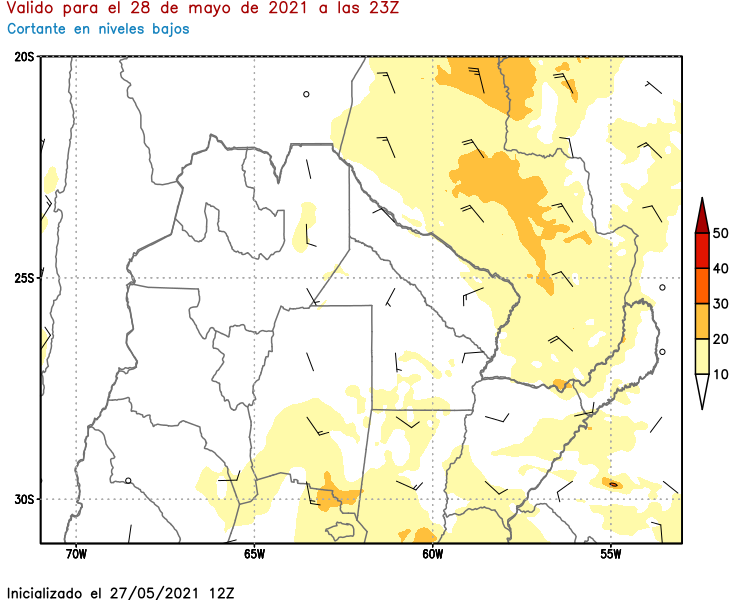 Valido para el 28 de mayo de 2021 a las 23Z
Cortante en niveles bajos
20S
25S
30S
70W
65W
60W
55W
50
40
30
20
10
Inicializado el 27/05/2021 12Z